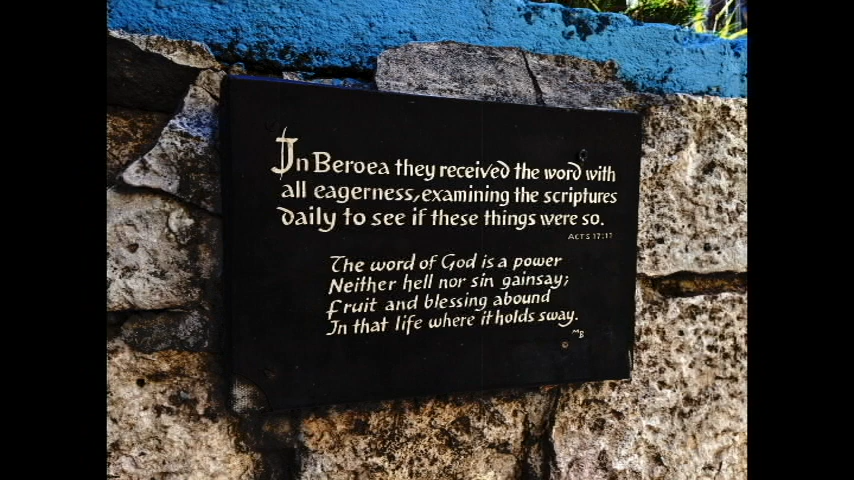 In Beroea they received the word with
all eagerness, examining the scriptures
daily to see if these things were so.
ACTS 17:11
The word of God is a power
Neither hell nor sin gainsay;
Fruit and blessing abound
In that life where it holds sway.
MB